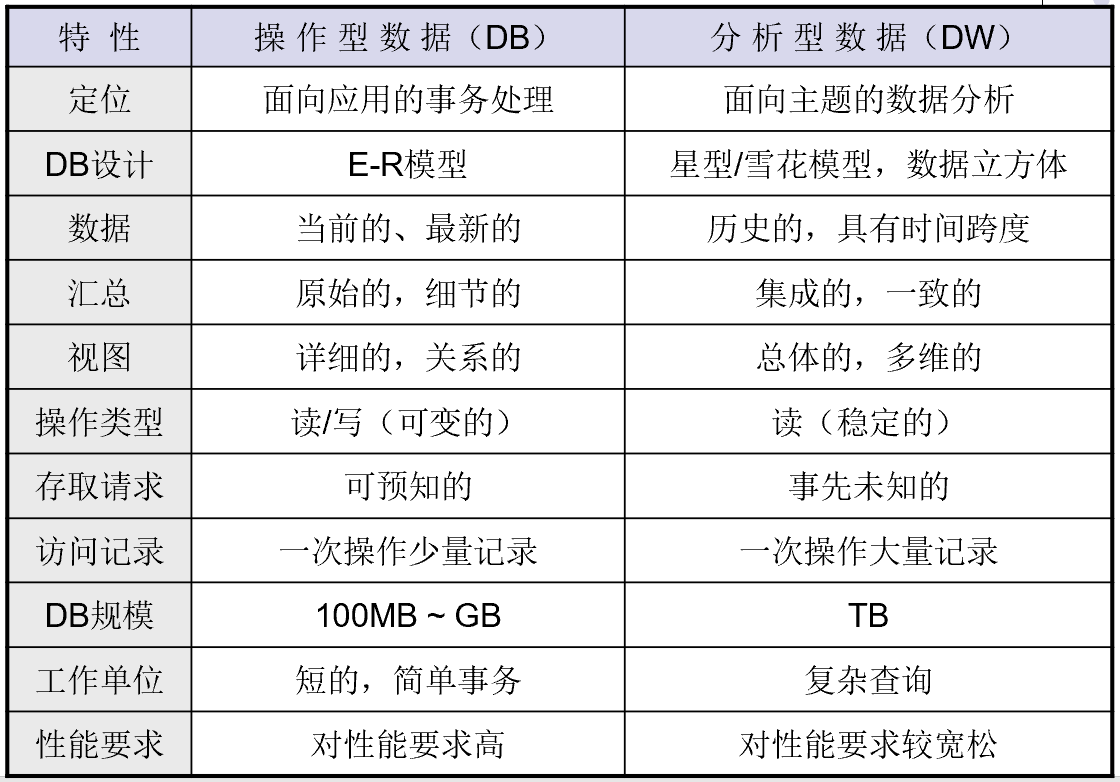 特 性 操 作 型 数 据（DB） 分 析 型 数 据（DW）
定位 面向应用的事务处理 面向主题的数据分析
DB设计 E-R模型 星型/雪花模型，数据立方体
数据 当前的、最新的 历史的，具有时间跨度
汇总 原始的，细节的 集成的，一致的
视图 详细的，关系的 总体的，多维的
操作类型 读/写（可变的） 读（稳定的）
存取请求 可预知的 事先未知的
访问记录 一次操作少量记录 一次操作大量记录
DB规模 100MB ~ GB TB
工作单位 短的，简单事务 复杂查询
性能要求 对性能要求高 对性能要求较宽松